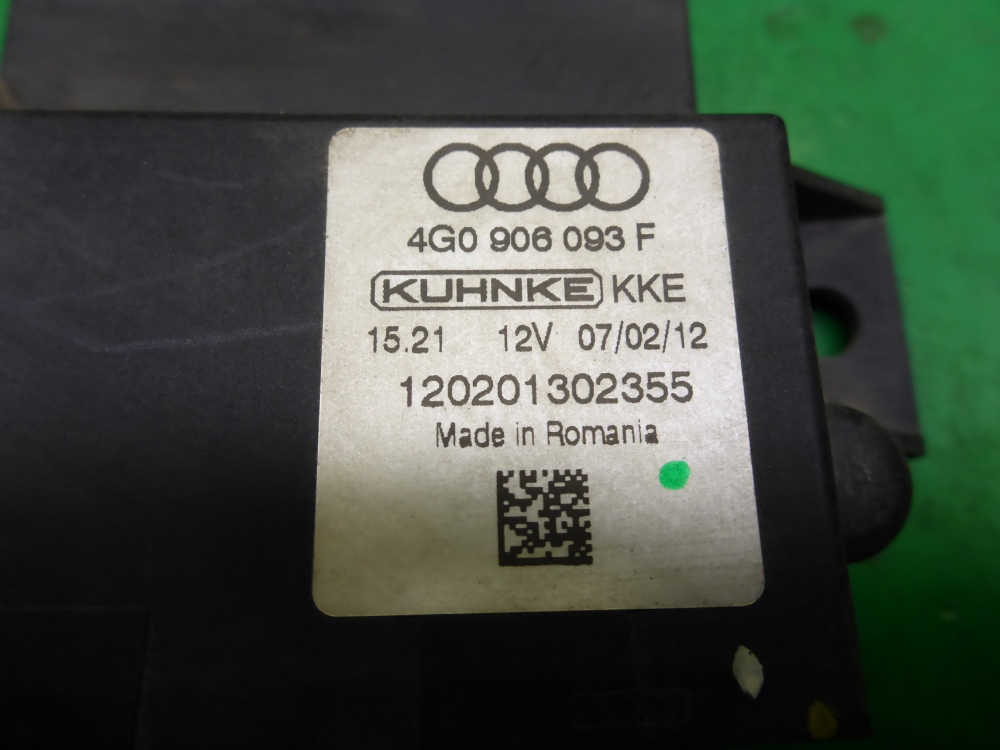 4G0 906 093 F
KUHNKE KKE
15.21 12V 07/02/12
120201302355
Made in Romania